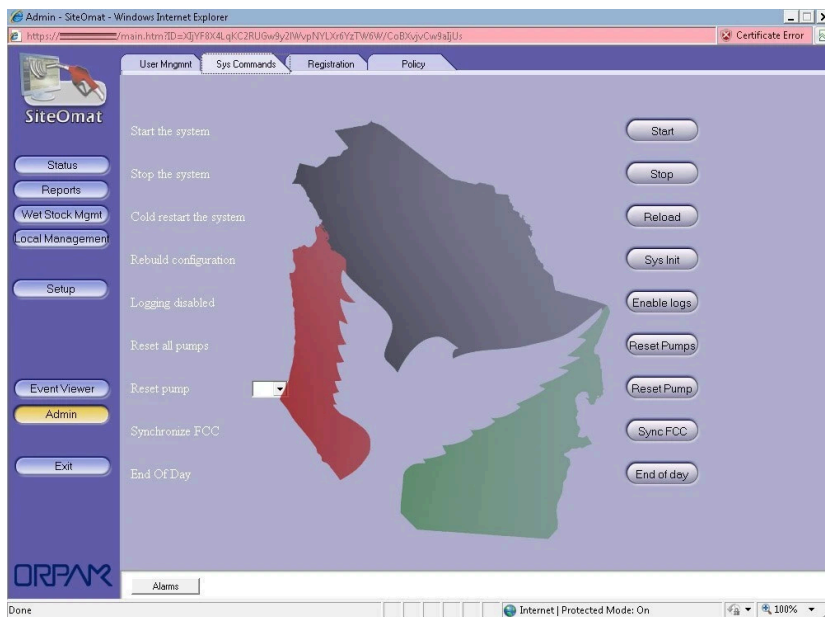 Admin - SiteOmat - Windows Internet Explorer
https://
Certificate Error
User Mngmnt
Sys Commands
Registration
Policy
SiteOmat
Start the system
Start
Status
Stop the system
Stop
Reports
Wet Stock Mgmt
Cold restart the system
Reload
Local Management
Rebuild configuration
Sys Init
Setup
Logging disabled
Enable logs
Reset all pumps
Reset Pumps
Event Viewer
Reset pump
Reset Pump
Admin
Synchronize FCC
Sync FCC
Exit
End Of Day
End of day
ORPAK
Alarms
Done
Internet | Protected Mode: On
100%